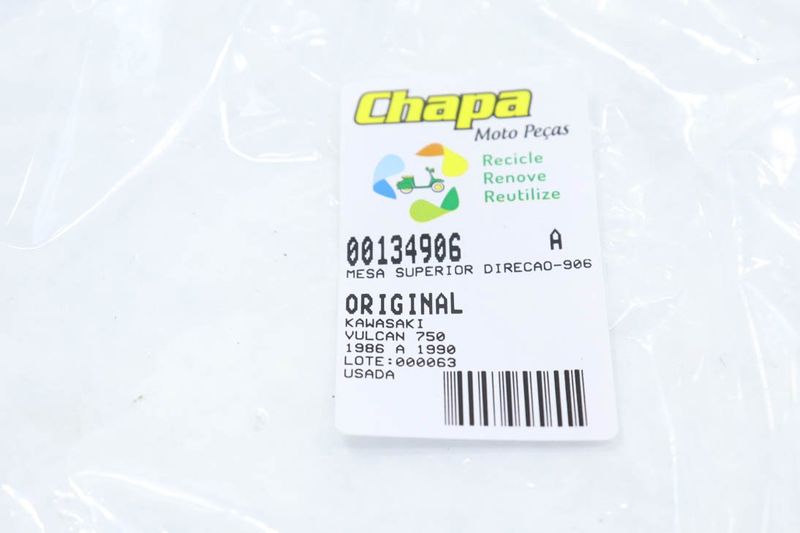 Chapa
Moto Peças
Recicle
Renove
Reutilize
00134906 A
MESA SUPERIOR DIRECAO-906
ORIGINAL
KAWASAKI
VULCAN 750
1986 A 1990
LOTE:000063
USADA